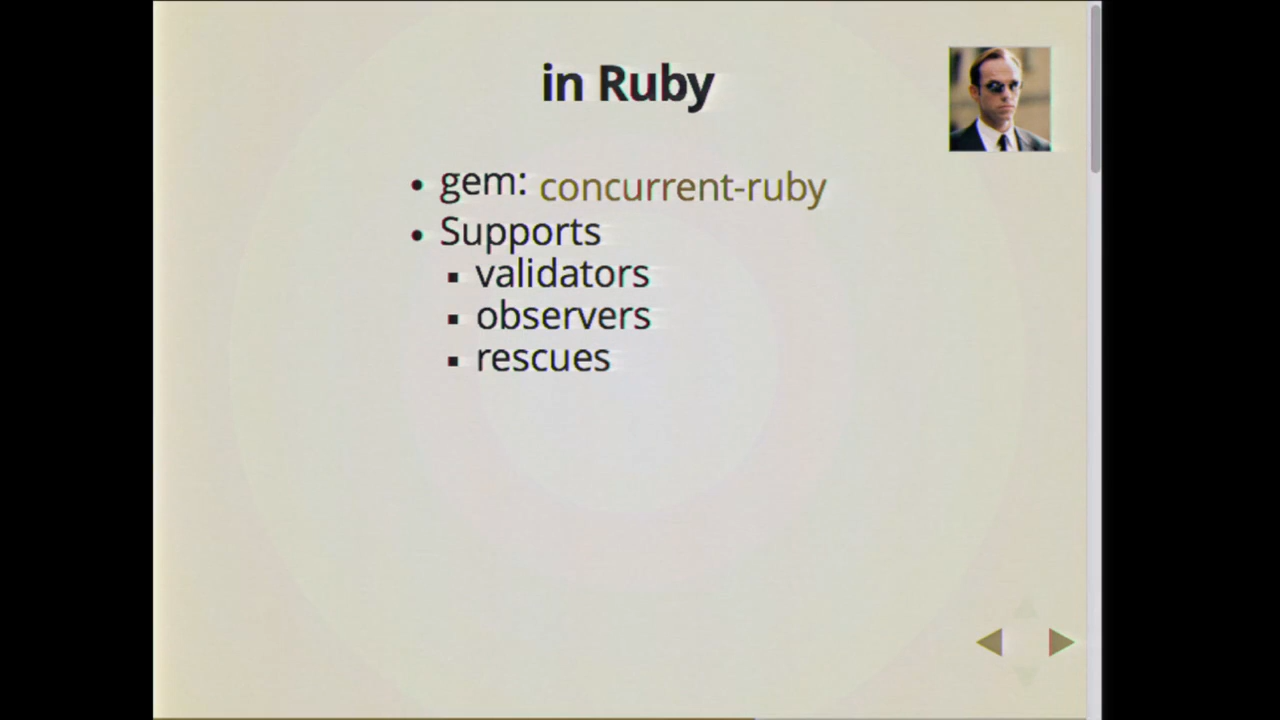 in Ruby
• gem: concurrent-ruby
• Supports
▪ validators
▪ observers
▪ rescues